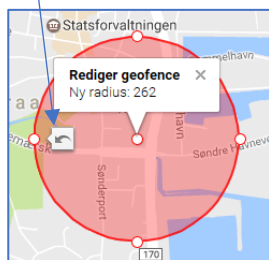 Statsforvaltningen
Rediger geofence ×
Ny radius: 262
Søndre Havnevej
Sønderport
170